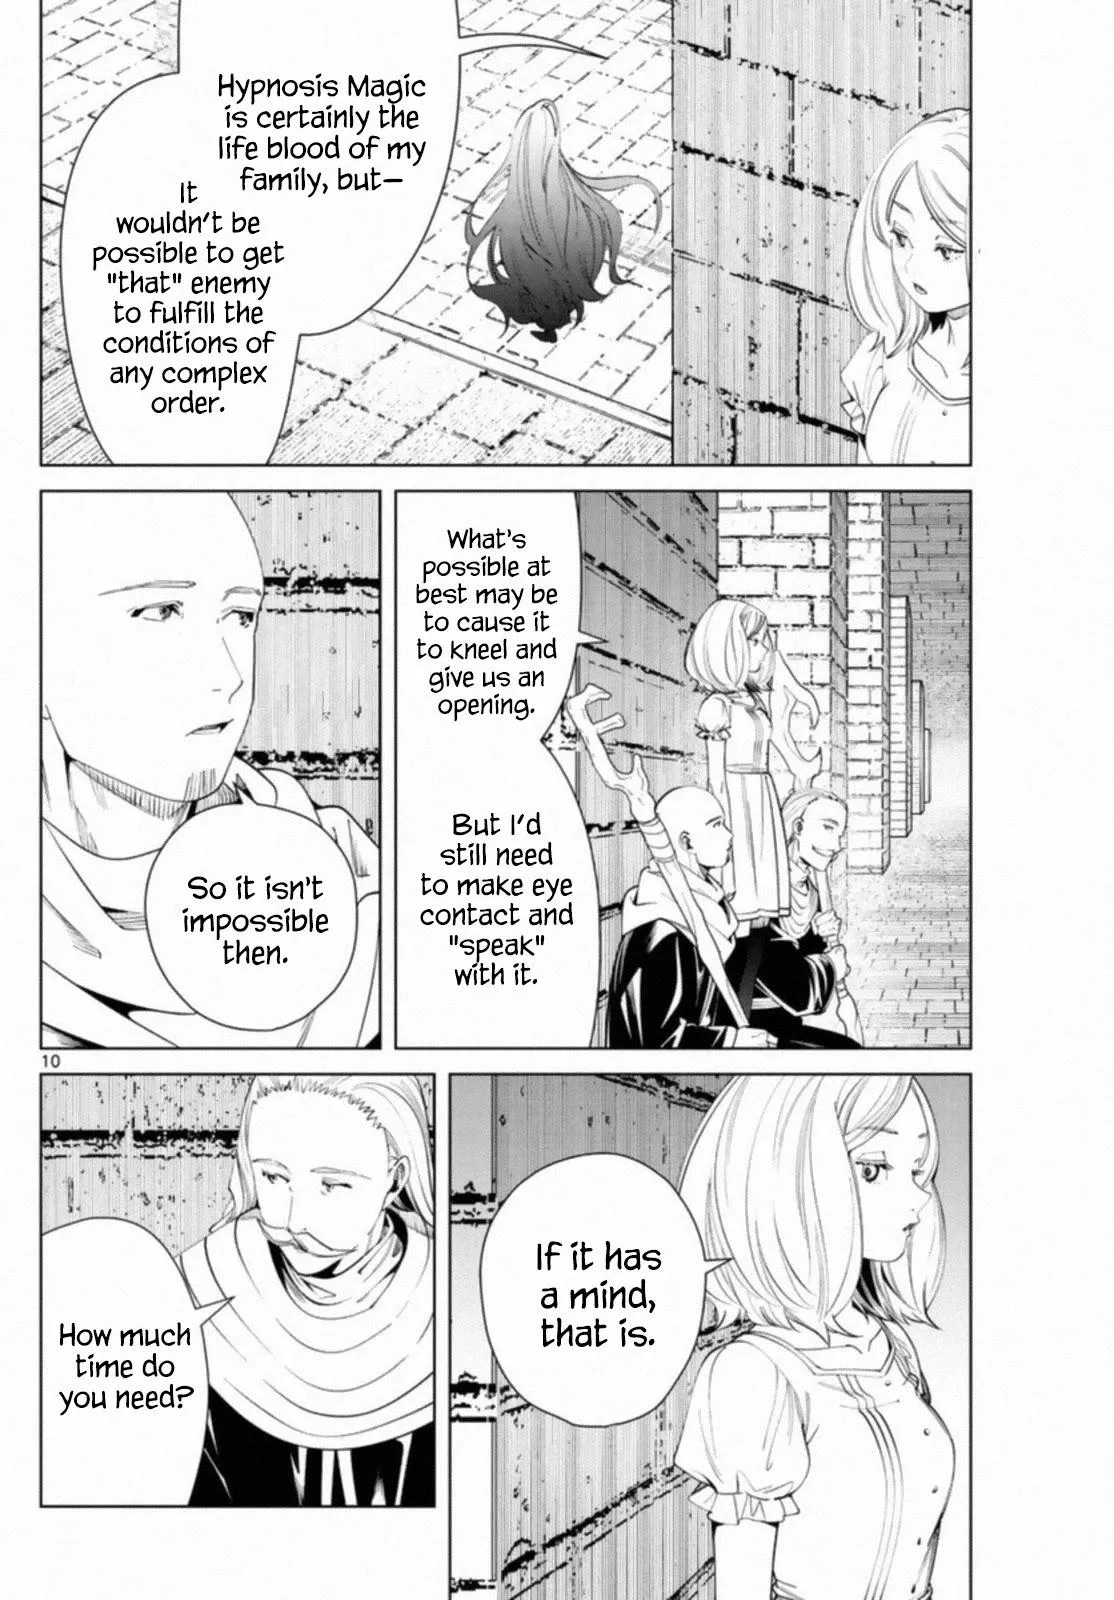 Hypnosis Magic
is certainly the
life blood of my
family, but—
It
wouldn't be
possible to get
"that" enemy
to fulfill the
conditions of
any complex
order.
What's
possible at
best may be
to cause it
to kneel and
give us an
opening.
But I'd
still need
to make eye
contact and
"speak"
with it.
So it isn't
impossible
then.
10
If it has
a mind,
that is.
How much
time do
you need?